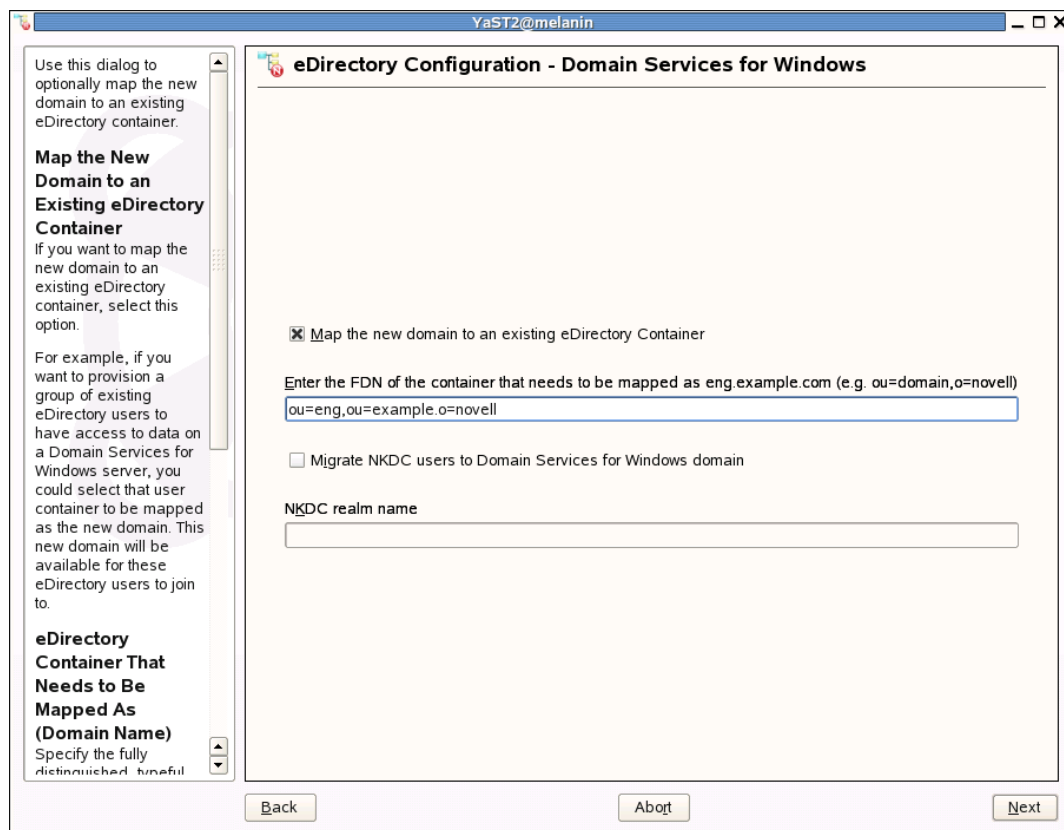 YaST2@melanin
Use this dialog to
optionally map the new
domain to an existing
eDirectory container.
Map the New
Domain to an
Existing eDirectory
Container
If you want to map the
new domain to an
existing eDirectory
container, select this
option.
For example, if you
want to provision a
group of existing
eDirectory users to
have access to data on
a Domain Services for
Windows server, you
could select that user
container to be mapped
as the new domain. This
new domain will be
available for these
eDirectory users to join
to.
eDirectory
Container That
Needs to Be
Mapped As
(Domain Name)
Specify the fully
distinguished, typeful
eDirectory Configuration - Domain Services for Windows
Map the new domain to an existing eDirectory Container
Enter the FDN of the container that needs to be mapped as eng.example.com (e.g. ou=domain,o=novell)
ou=eng,ou=example.o=novell
Migrate NKDC users to Domain Services for Windows domain
NKDC realm name
Back
Abort
Next